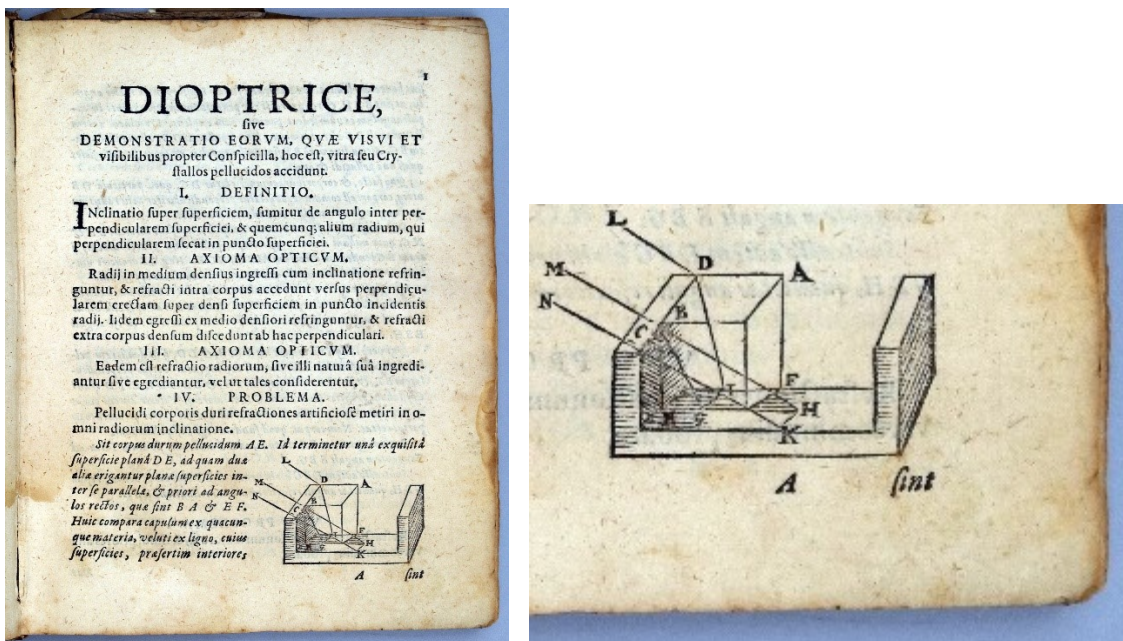 1
DIOPTRICE,
ſive
DEMONSTRATIO EORVM, QVÆ VISVI ET
viſibilibus propter Conſpicilla, hoc eſt, vitra ſeu Cry-
ſtallos pellucidos accidunt.
I. DEFINITIO.
INclinatio ſuper ſuperficiem, ſumitur de angulo inter per-
pendicularem ſuperficiei, & quemcunq; alium radium, qui
perpendicularem ſecat in puncto ſuperficiei.
II. AXIOMA OPTICVM.
Radij in medium denſius ingreſſi cum inclinatione refrin-
guntur, & refracti intra corpus accedunt verſus perpendicu-
larem erectam ſuper denſi ſuperficiem in puncto incidentis
radij. Iidem egreſſi ex medio denſiori refringuntur, & refracti
extra corpus denſum diſcedunt ab hac perpendiculari.
III. AXIOMA OPTICVM.
Eadem eſt refractio radiorum, ſive illi naturâ ſuâ ingredi-
antur ſive egrediantur, vel ut tales conſiderentur.
IV. PROBLEMA.
Pellucidi corporis duri refractiones artificioſè metiri in o-
mni radiorum inclinatione.
Sit corpus durum pellucidum A E. Id terminetur unâ exquiſitâ
ſuperficie planâ D E, ad quam duæ
aliæ erigantur planæ ſuperficies in-
ter ſe parallelæ, & priori ad angu-
los rectos, quæ ſint B A & E F.
Huic compara capulum ex quacun-
que materia, veluti ex ligno, cuius
ſuperficies, præſertim interiores,
L
D A
M
B
N
C
F
H
K
A ſint
L
D A
M
N
B
C
I F
H
G
K
A ſint